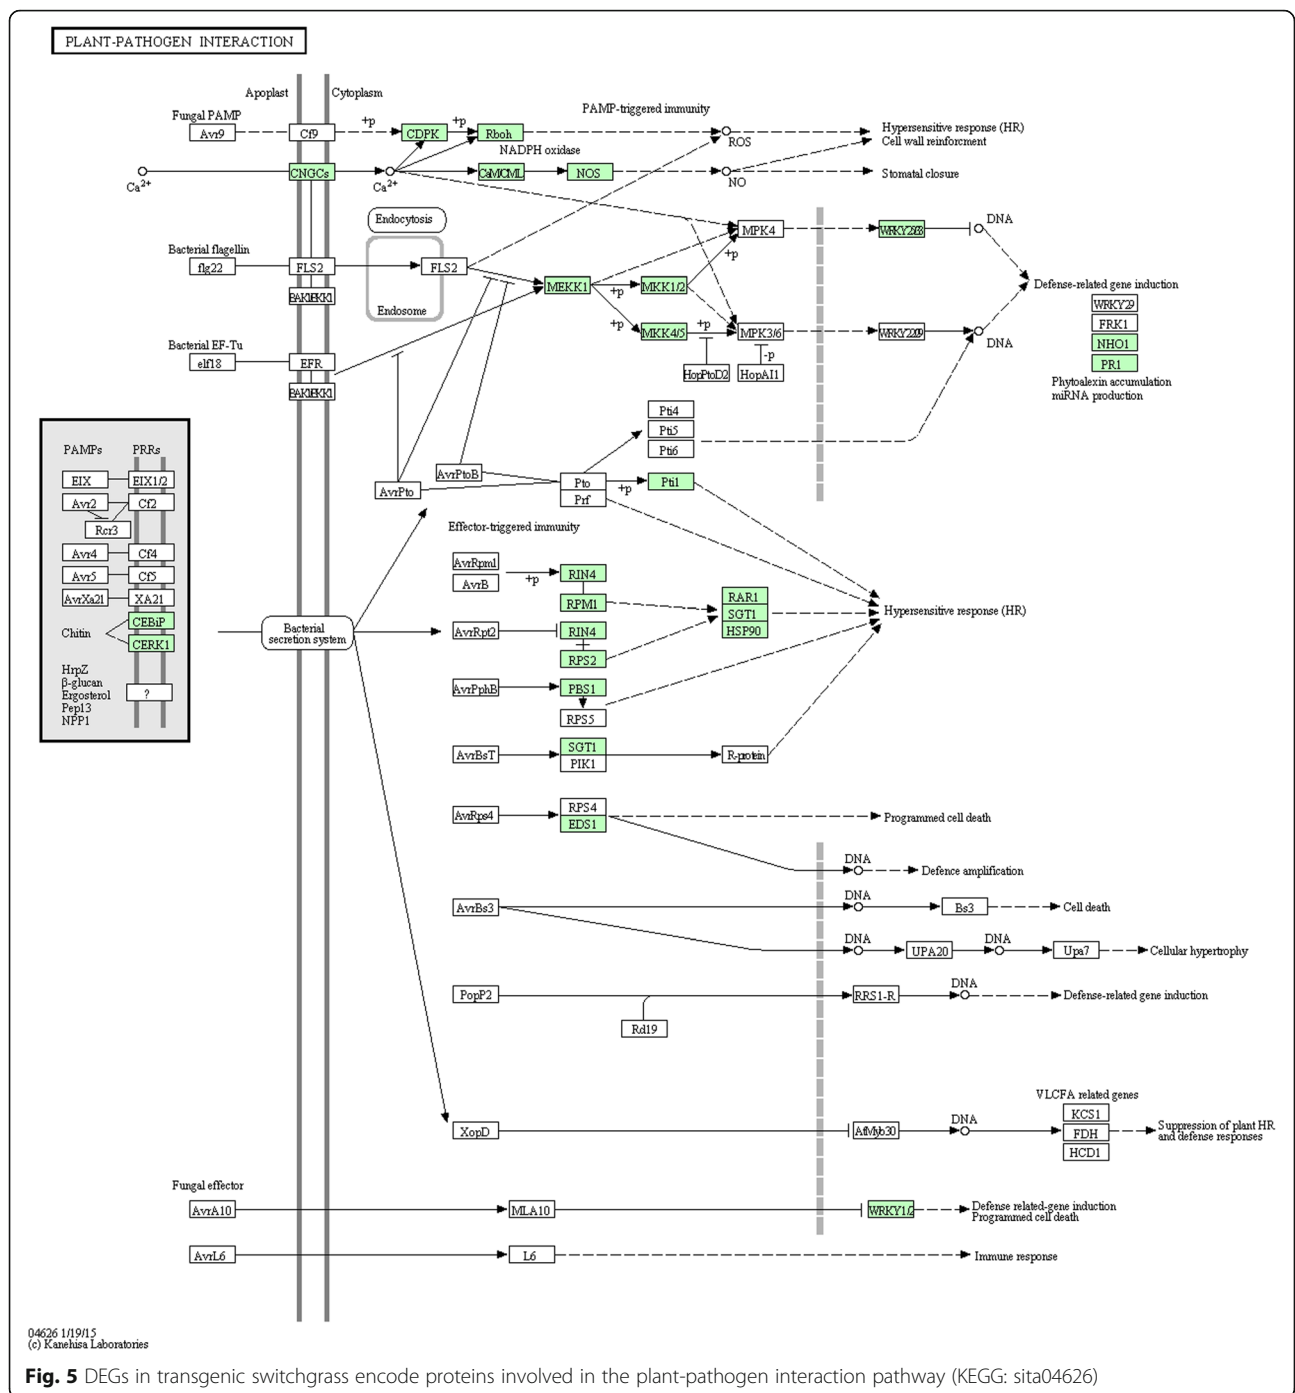 PLANT-PATHOGEN INTERACTION
Apoplast
Cytoplasm
PAMP-triggered immunity
Fungal PAMP
Avr9
Cf9
+p
CDPK
+p
Rboh
ROS
Hypersensitive response (HR)
Cell wall reinforcment
NADPH oxidase
Ca2+
CNGCs
Ca2+
CaMCML
NOS
NO
Stomatal closure
Endocytosis
MPK4
DNA
+p
Bacterial flagellin
flg22
FLS2
FLS2
MEKK1
+p
MKK1/2
Defense-related gene induction
WRKY29
FRK1
NHO1
PR1
Phytoalexin accumulation
miRNA production
Endosome
+p
MKK4/5
+p
MPK3/6
DNA
-p
HopPtoD2
HopAI1
Bacterial EF-Tu
elf18
EFR
Pti4
Pti5
Pti6
AvrPto
AvrPtoB
Pto
Prf
+p
Pti1
PAMPs
PRRs
EIX
EIX1/2
Avr2
Cf2
Rcr3
Avr4
Cf4
Avr5
Cf5
AvrXa21
XA21
Chitin
CEBiP
CERK1
HrpZ
β-glucan
Ergosterol
Pep13
NPP1
?
Effector-triggered immunity
AvrRpm1
AvrB
+p
RIN4
RPM1
RAR1
SGT1
HSP90
Hypersensitive response (HR)
Bacterial
secretion system
AvrRpt2
RIN4
RPS2
AvrPphB
PBS1
RPS5
AvrBsT
SGT1
PIK1
R-protein
AvrRps4
RPS4
EDS1
Programmed cell death
DNA
Defence amplification
AvrBs3
DNA
Bs3
Cell death
DNA
UPA20
DNA
Upa7
Cellular hypertrophy
PopP2
RRS1-R
DNA
Defense-related gene induction
Rd19
VLCFA related genes
XopD
AtMyb30
DNA
KCS1
FDH
HCD1
Suppression of plant HR
and defense responses
Fungal effector
AvrA10
MLA10
WRKY1/2
Defense related-gene induction
Programmed cell death
AvrL6
L6
Immune response
04626 1/19/15
(c) Kanehisa Laboratories
Fig. 5 DEGs in transgenic switchgrass encode proteins involved in the plant-pathogen interaction pathway (KEGG: sita04626)